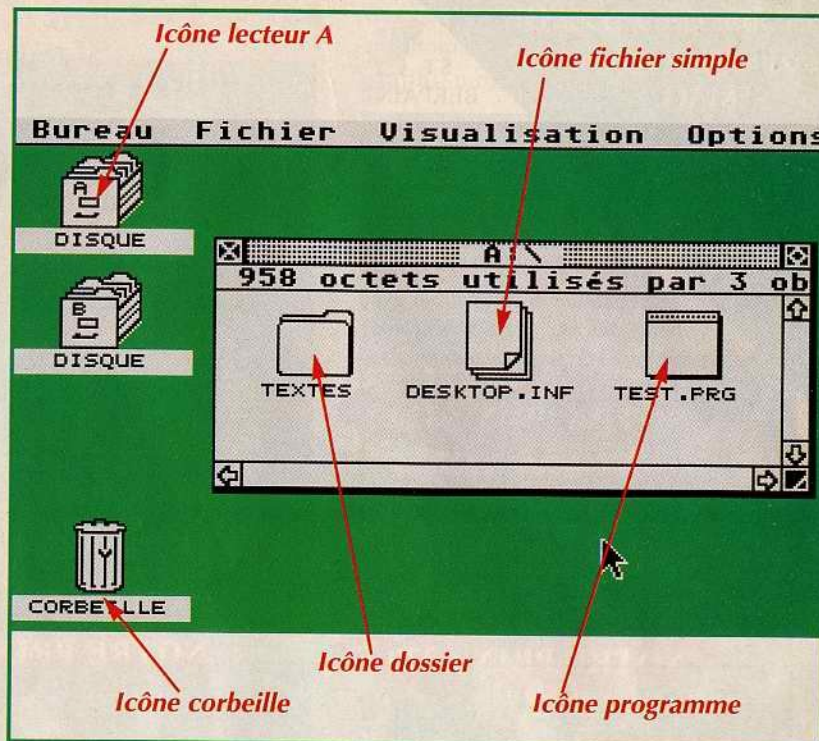 Icône lecteur A
Icône fichier simple
Bureau Fichier Visualisation Options
A
DISQUE
A:\
958 octets utilisés par 3 ob
B
DISQUE
TEXTES DESKTOP.INF TEST.PRG
CORBEILLE
Icône dossier
Icône corbeille
Icône programme